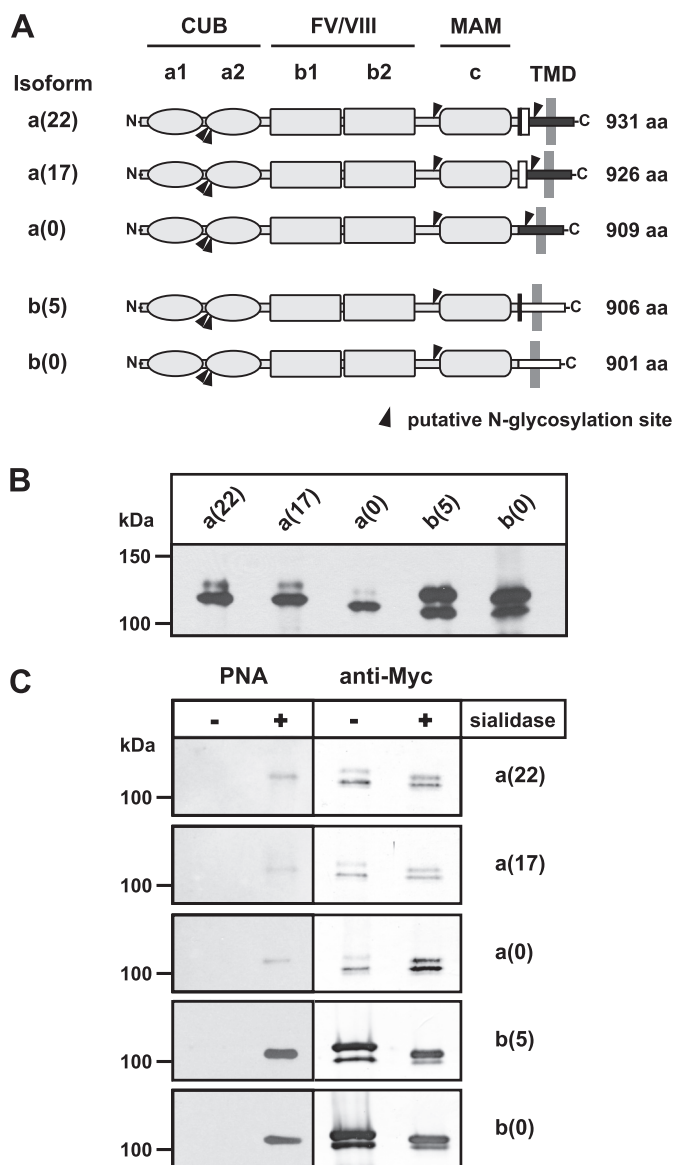 A
CUB FV/VIII MAM
Isoform a1 a2 b1 b2 c TMD
a(22) N- -C 931 aa
a(17) N- -C 926 aa
a(0) N- -C 909 aa
b(5) N- -C 906 aa
b(0) N- -C 901 aa
putative N-glycosylation site
B
kDa a(22) a(17) a(0) b(5) b(0)
150
100
C
PNA anti-Myc
- + - + sialidase
kDa
100 a(22)
100 a(17)
100 a(0)
100 b(5)
100 b(0)